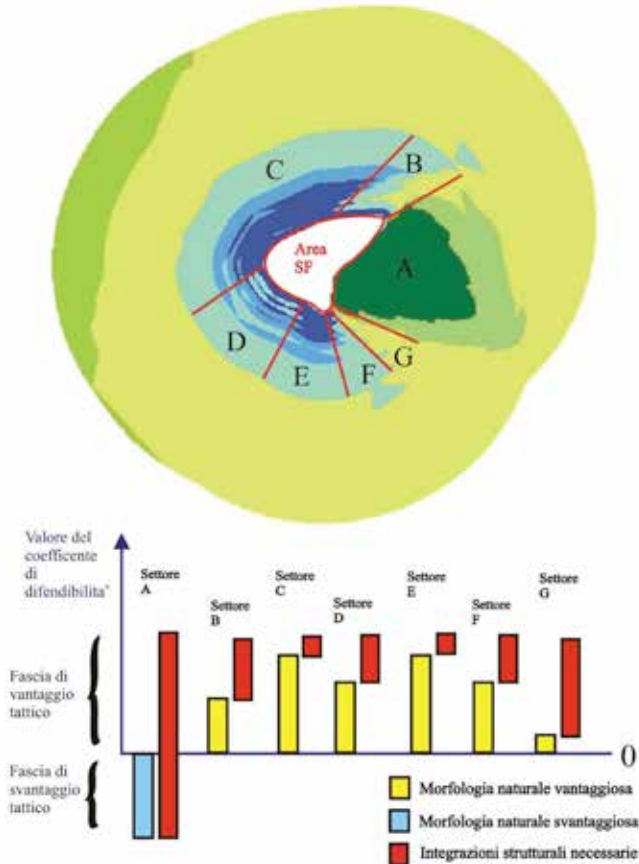 C
B
Area
SF
A
D
E
F
G
Valore del
coefficente
di
difendibilita'
Settore
A
Settore
B
Settore
C
Settore
D
Settore
E
Settore
F
Settore
G
Fascia di
vantaggio
tattico
Fascia di
svantaggio
tattico
0
Morfologia naturale vantaggiosa
Morfologia naturale svantaggiosa
Integrazioni strutturali necessarie